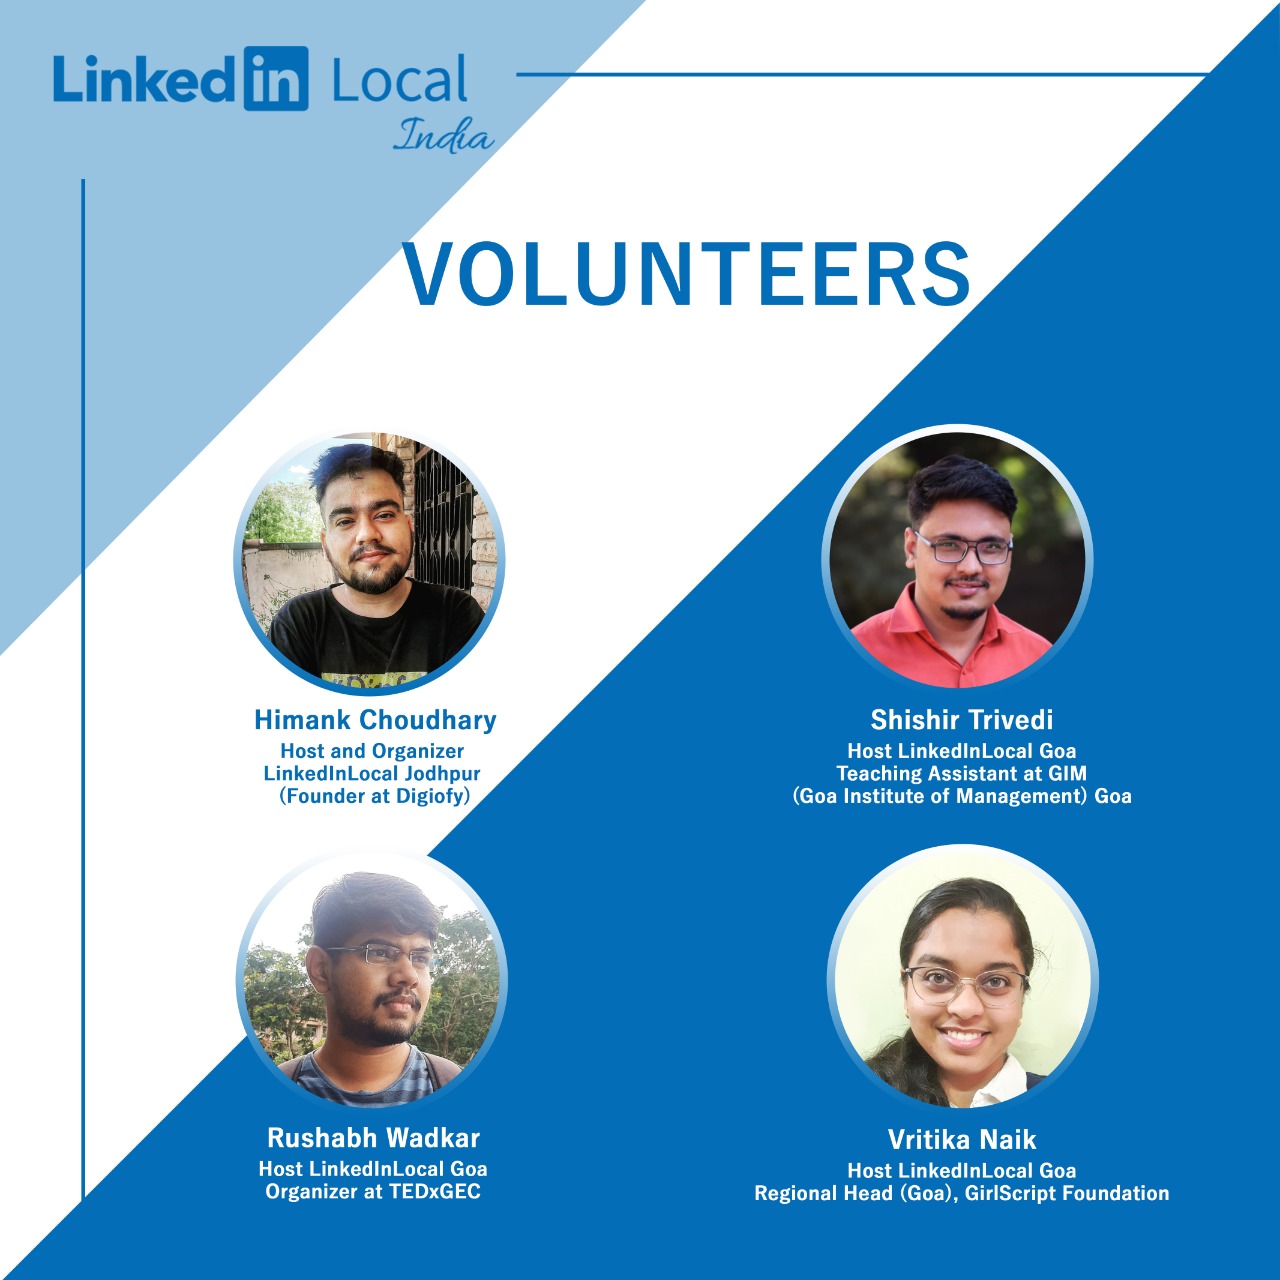 Linked in Local
India
VOLUNTEERS
Himank Choudhary
Host and Organizer
LinkedInLocal Jodhpur
(Founder at Digiofy)
Shishir Trivedi
Host LinkedInLocal Goa
Teaching Assistant at GIM
(Goa Institute of Management) Goa
Rushabh Wadkar
Host LinkedInLocal Goa
Organizer at TEDxGEC
Vritika Naik
Host LinkedInLocal Goa
Regional Head (Goa), GirlScript Foundation